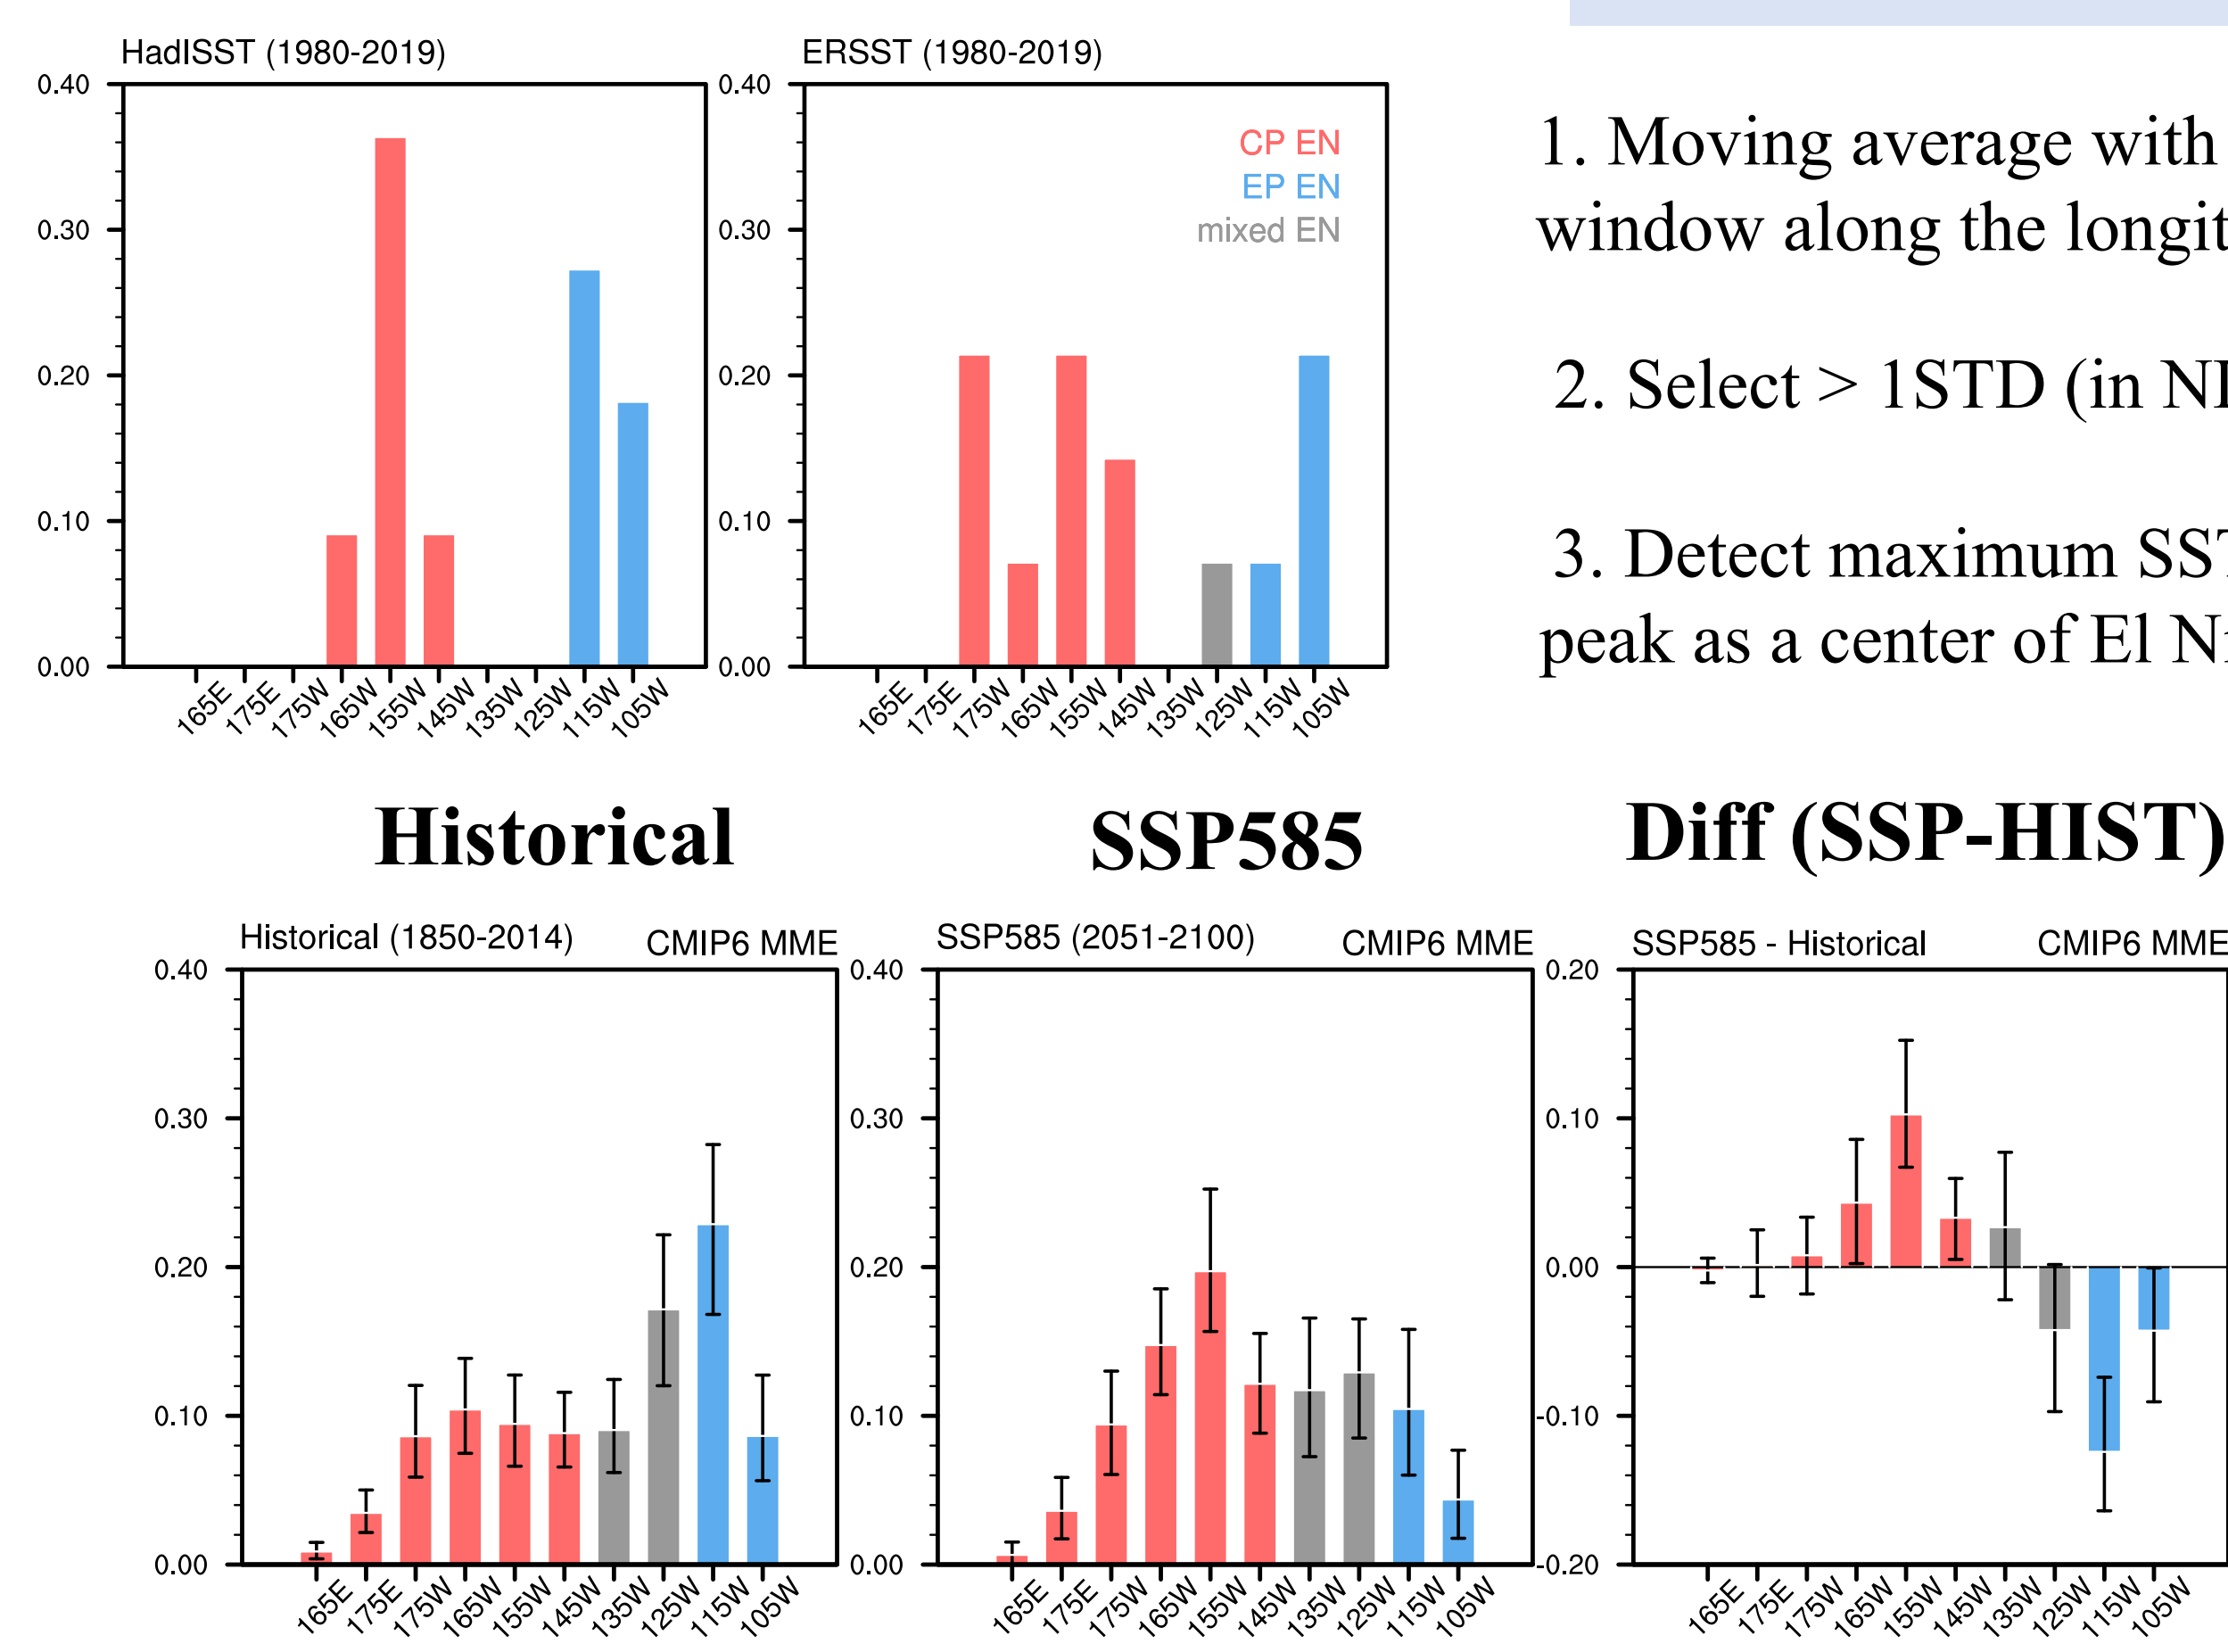 HadISST (1980-2019)
0.40
0.30
0.20
0.10
0.00
165E 175E 175W 165W 155W 145W 135W 125W 115W 105W
ERSST (1980-2019)
0.40
0.30
0.20
0.10
0.00
CP EN
EP EN
mixed EN
165E 175E 175W 165W 155W 145W 135W 125W 115W 105W
1. Moving average with
window along the
2. Select > 1STD (in
3. Detect maximum
peak as a center of El
Historical
SSP585
Diff (SSP-HIST)
Historical (1850-2014) CMIP6 MME
0.40
0.30
0.20
0.10
0.00
165E 175E 175W 165W 155W 145W 135W 125W 115W 105W
SSP585 (2051-2100) CMIP6 MME
0.40
0.30
0.20
0.10
0.00
165E 175E 175W 165W 155W 145W 135W 125W 115W 105W
SSP585 - Historical CMIP6 MME
0.20
0.10
0.00
-0.10
-0.20
165E 175E 175W 165W 155W 145W 135W 125W 115W 105W